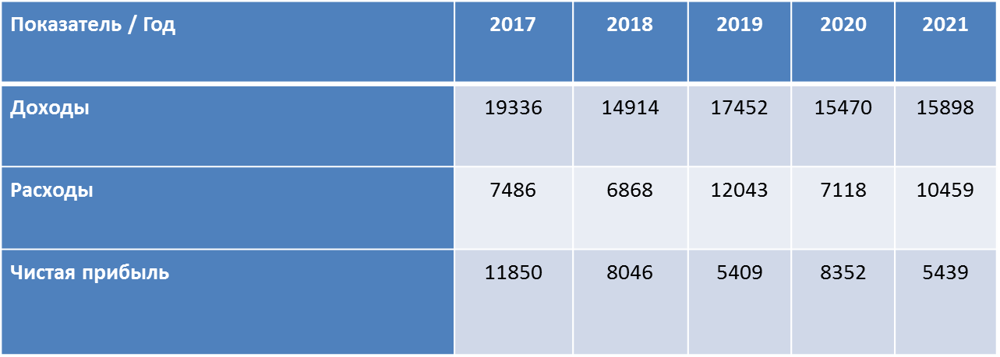 Показатель / Год 2017 2018 2019 2020 2021
Доходы 19336 14914 17452 15470 15898
Расходы 7486 6868 12043 7118 10459
Чистая прибыль 11850 8046 5409 8352 5439